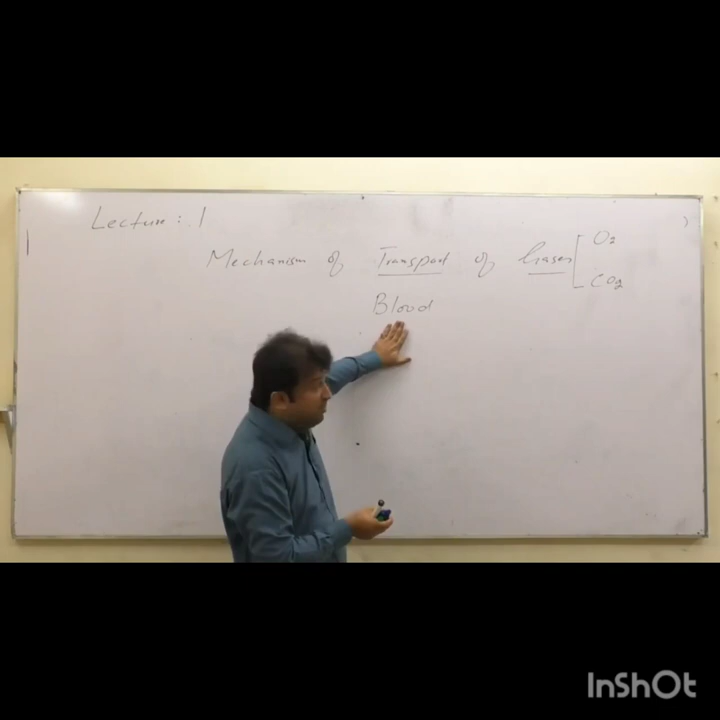 Lecture: 1
Mechanism of Transport of Gases [ O2
CO2
Blood
InShOt